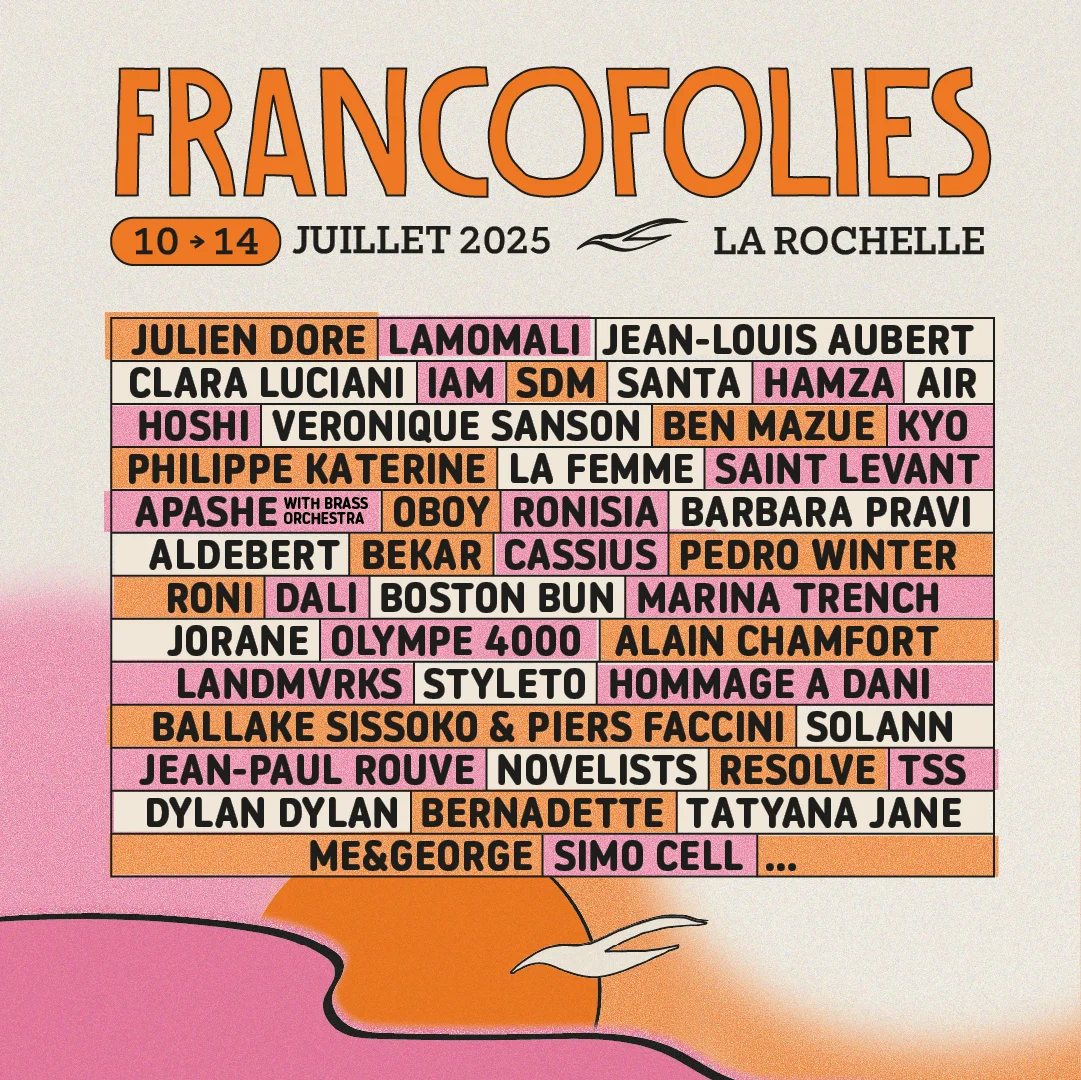 FRANCOFOLIES
10 → 14 JUILLET 2025 LA ROCHELLE
JULIEN DORE LAMOMALI JEAN-LOUIS AUBERT
CLARA LUCIANI IAM SDM SANTA HAMZA AIR
HOSHI VERONIQUE SANSON BEN MAZUE KYO
PHILIPPE KATERINE LA FEMME SAINT LEVANT
APASHE WITH BRASS ORCHESTRA OBOY RONISIA BARBARA PRAVI
ALDEBERT BEKAR CASSIUS PEDRO WINTER
RONI DALI BOSTON BUN MARINA TRENCH
JORANE OLYMPE 4000 ALAIN CHAMFORT
LANDMVRKS STYLETO HOMMAGE A DANI
BALLAKE SISSOKO & PIERS FACCINI SOLANN
JEAN-PAUL ROUVE NOVELISTS RESOLVE TSS
DYLAN DYLAN BERNADETTE TATYANA JANE
ME&GEORGE SIMO CELL ...